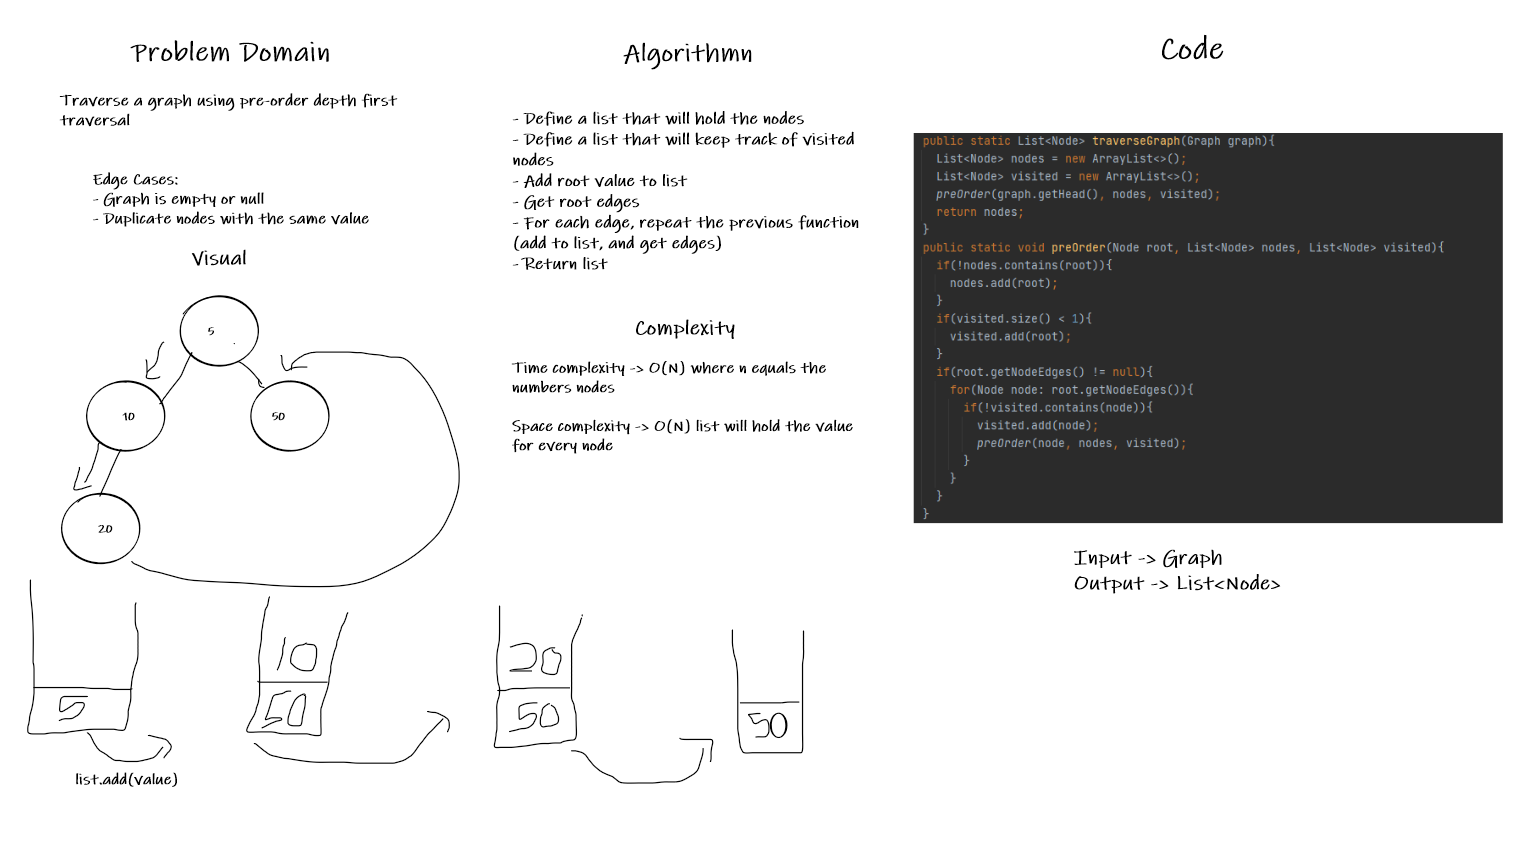 Problem Domain
Traverse a graph using pre-order depth first
traversal
Edge Cases:
- Graph is empty or null
- Duplicate nodes with the same value
Visual
5
10
50
20
5
list.add(value)
10
50
20
50
50
Algorithmn
- Define a list that will hold the nodes
- Define a list that will keep track of visited
nodes
- Add root value to list
- Get root edges
- For each edge, repeat the previous function
(add to list, and get edges)
- Return list
Complexity
Time complexity -> O(N) where n equals the
numbers nodes
Space complexity -> O(N) list will hold the value
for every node
Code
public static List<Node> traverseGraph(Graph graph){
List<Node> nodes = new ArrayList<>();
List<Node> visited = new ArrayList<>();
preOrder(graph.getHead(), nodes, visited);
return nodes;
}
public static void preOrder(Node root, List<Node> nodes, List<Node> visited){
if(!nodes.contains(root)){
nodes.add(root);
}
if(visited.size() < 1){
visited.add(root);
}
if(root.getNodeEdges() != null){
for(Node node: root.getNodeEdges()){
if(!visited.contains(node)){
visited.add(node);
preOrder(node, nodes, visited);
}
}
}
}
Input -> Graph
Output -> List<Node>